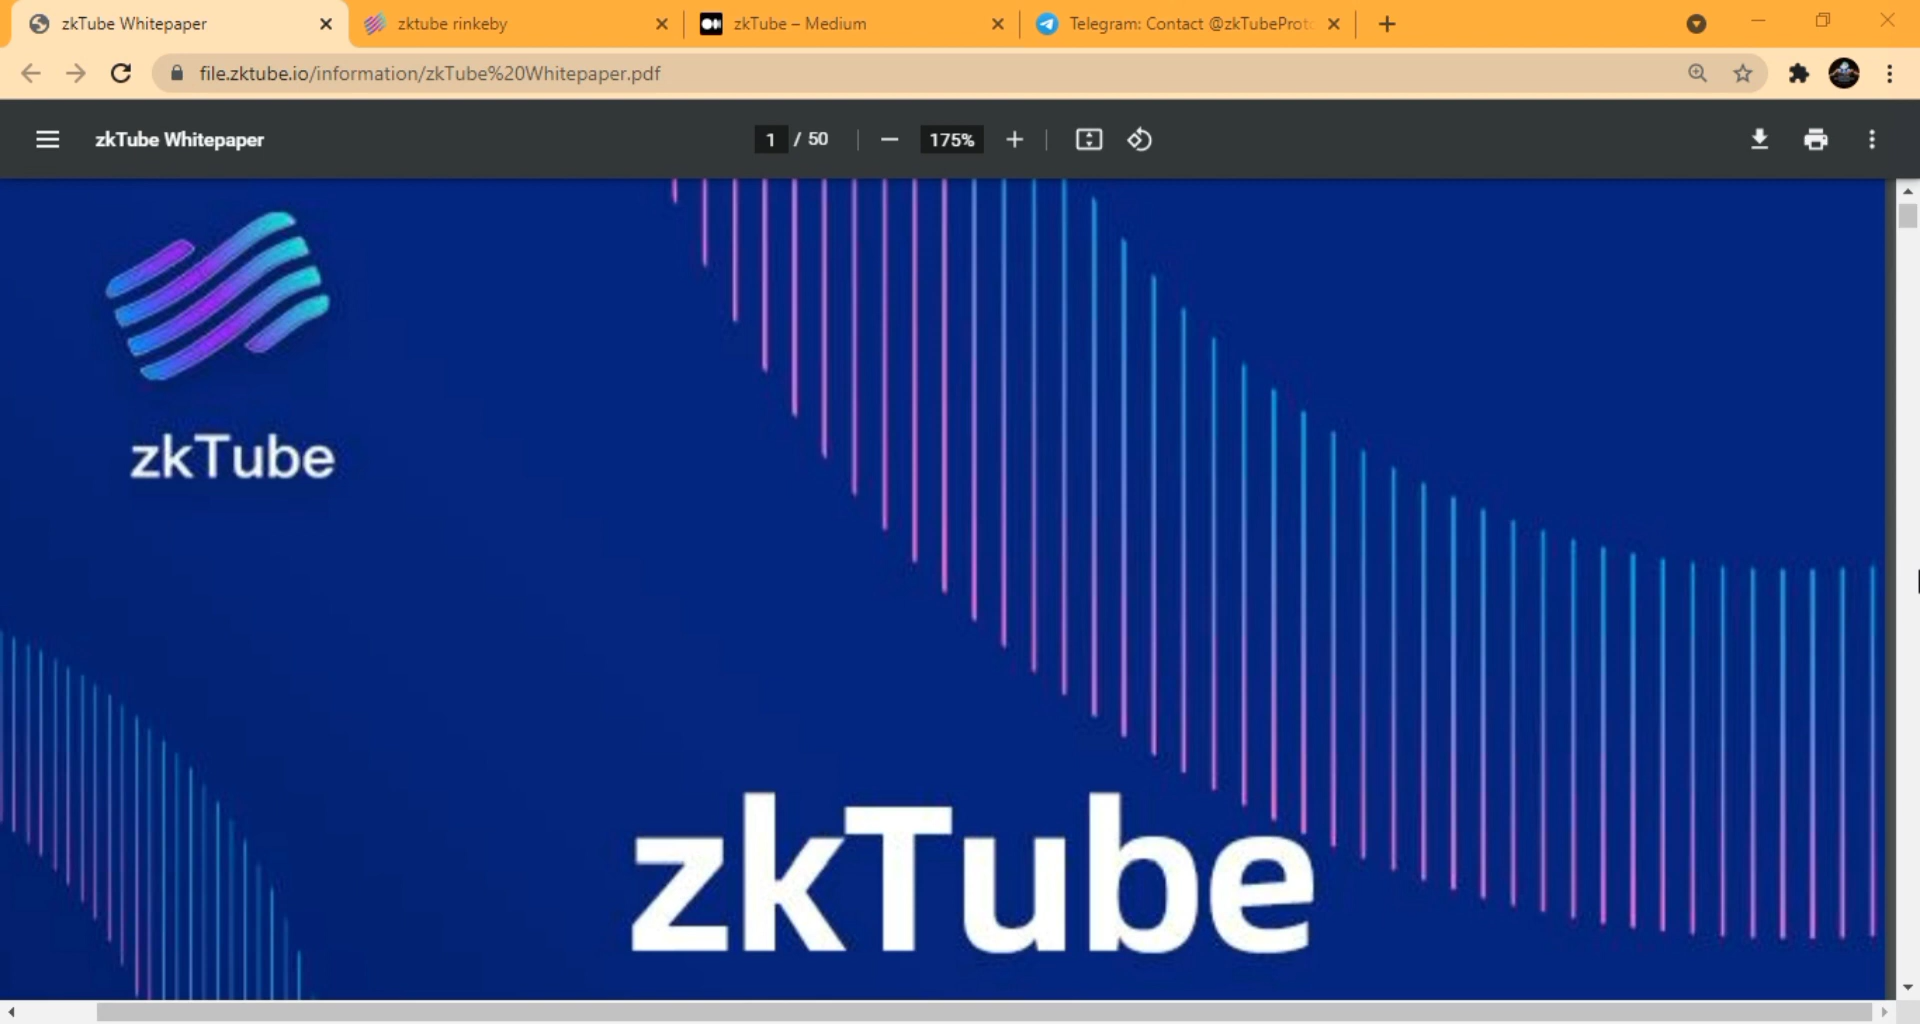 zkTube Whitepaper
zktube rinkeby
zkTube – Medium
Telegram: Contact @zkTubeProto
file.zktube.io/information/zkTube%20Whitepaper.pdf
zkTube Whitepaper
1 / 50
175%
zkTube
zkTube